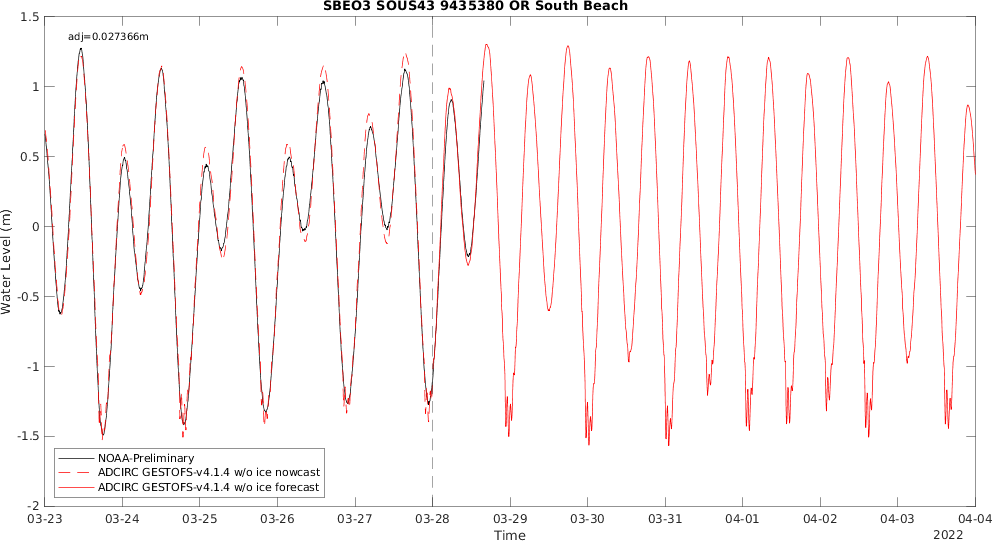 SBEO3 SOUS43 9435380 OR South Beach
1.5
adj=0.027366m
1
0.5
0
-0.5
-1
-1.5
-2
Water Level (m)
NOAA-Preliminary
ADCIRC GESTOFS-v4.1.4 w/o ice nowcast
ADCIRC GESTOFS-v4.1.4 w/o ice forecast
03-23 03-24 03-25 03-26 03-27 03-28 03-29 03-30 03-31 04-01 04-02 04-03 04-04
Time
2022